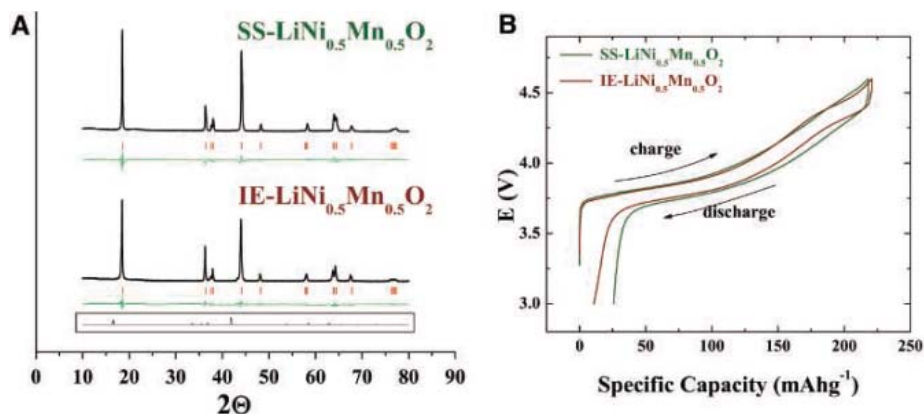 A
SS-LiNi0.5Mn0.5O2
IE-LiNi0.5Mn0.5O2
0 10 20 30 40 50 60 70 80 90
2Θ
B
SS-LiNi0.5Mn0.5O2
IE-LiNi0.5Mn0.5O2
4.5
4.0
3.5
3.0
E (V)
charge
discharge
0 50 100 150 200 250
Specific Capacity (mAhg-1)